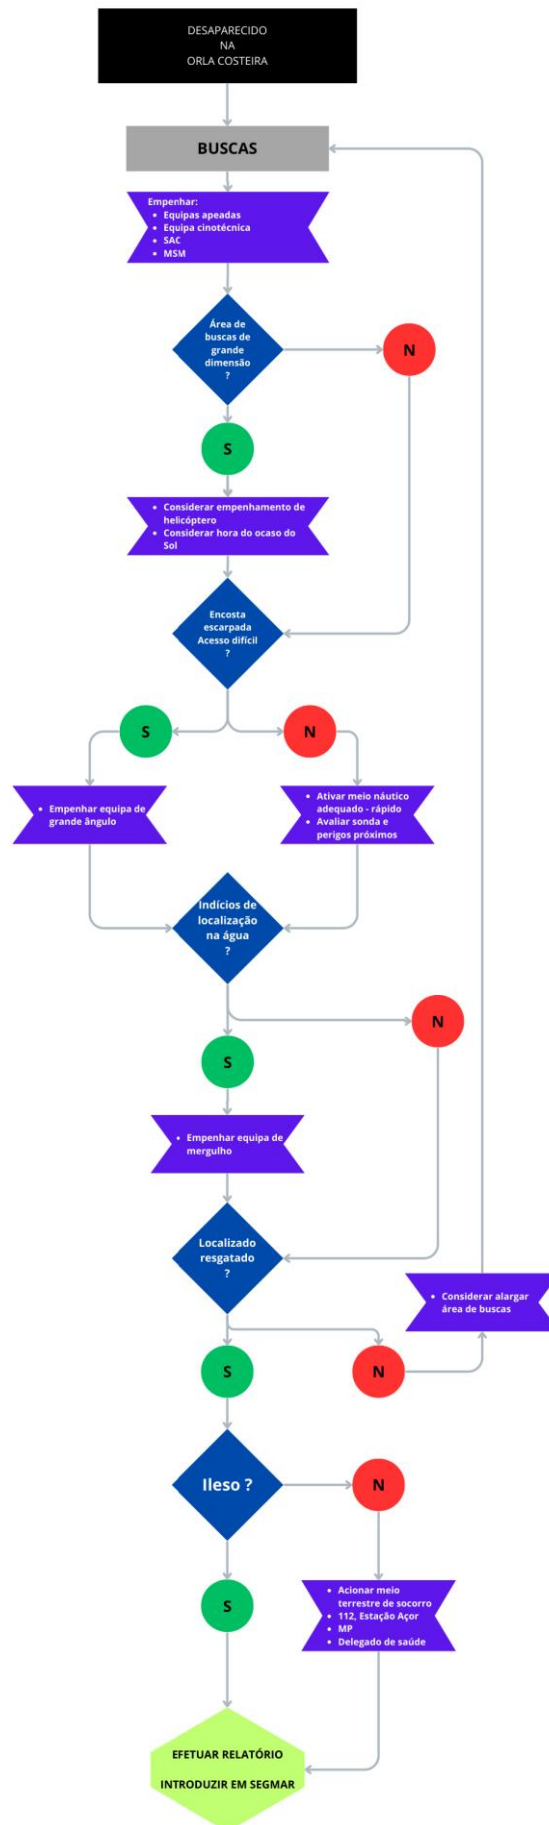 DESAPARECIDO
NA
ORLA COSTEIRA
BUSCAS
Empenhar:
• Equipas apeadas
• Equipa cinotécnica
• SAC
• MSM
Área de
buscas de
grande
dimensão
?
N
S
• Considerar empenhamento de
helicóptero
• Considerar hora do ocaso do
Sol
Encosta
escarpada
Acesso difícil
?
S
N
• Empenhar equipa de
grande ângulo
• Ativar meio náutico
adequado - rápido
• Avaliar sonda e
perigos próximos
Indícios de
localização
na água
?
N
S
• Empenhar equipa de
mergulho
Localizado
resgatado
?
• Considerar alargar
área de buscas
S
N
Ileso ?
N
S
• Acionar meio
terrestre de socorro
• 112, Estação Açor
• MP
• Delegado de saúde
EFETUAR RELATÓRIO
INTRODUZIR EM SEGMAR